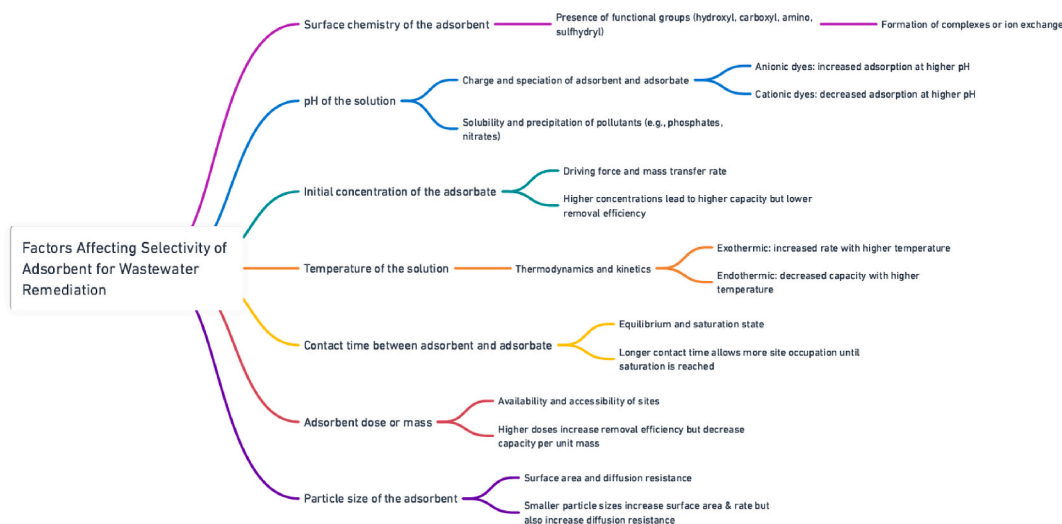 Factors Affecting Selectivity of
Adsorbent for Wastewater
Remediation
Surface chemistry of the adsorbent
Presence of functional groups (hydroxyl, carboxyl, amino,
sulfhydryl)
Formation of complexes or ion exchange
pH of the solution
Charge and speciation of adsorbent and adsorbate
Anionic dyes: increased adsorption at higher pH
Cationic dyes: decreased adsorption at higher pH
Solubility and precipitation of pollutants (e.g., phosphates,
nitrates)
Initial concentration of the adsorbate
Driving force and mass transfer rate
Higher concentrations lead to higher capacity but lower
removal efficiency
Temperature of the solution
Thermodynamics and kinetics
Exothermic: increased rate with higher temperature
Endothermic: decreased capacity with higher
temperature
Contact time between adsorbent and adsorbate
Equilibrium and saturation state
Longer contact time allows more site occupation until
saturation is reached
Adsorbent dose or mass
Availability and accessibility of sites
Higher doses increase removal efficiency but decrease
capacity per unit mass
Particle size of the adsorbent
Surface area and diffusion resistance
Smaller particle sizes increase surface area & rate but
also increase diffusion resistance